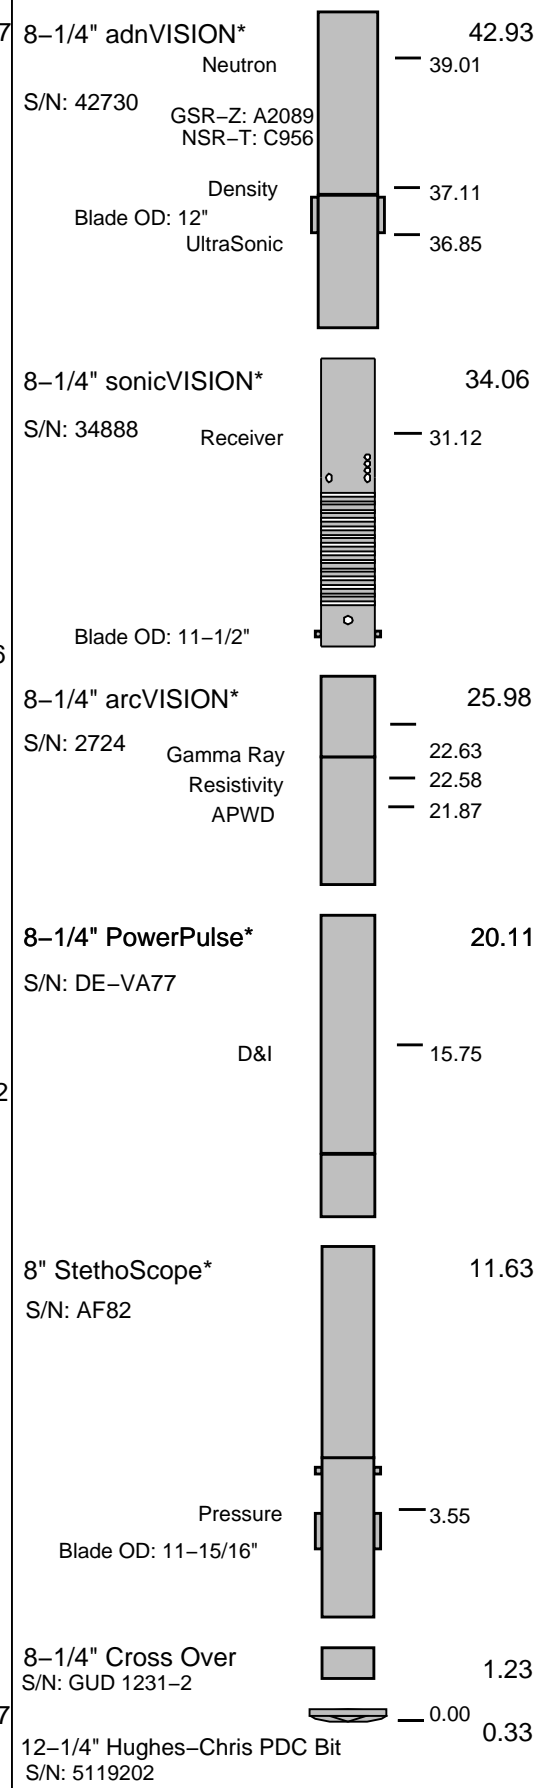 7 8–1/4" adnVISION* 42.93
Neutron 39.01
S/N: 42730
GSR–Z: A2089
NSR–T: C956
Density 37.11
Blade OD: 12"
UltraSonic 36.85
8–1/4" sonicVISION* 34.06
S/N: 34888 Receiver 31.12
Blade OD: 11–1/2"
6
8–1/4" arcVISION* 25.98
S/N: 2724
Gamma Ray 22.63
Resistivity 22.58
APWD 21.87
8–1/4" PowerPulse* 20.11
S/N: DE–VA77
D&I 15.75
2
8" StethoScope* 11.63
S/N: AF82
Pressure 3.55
Blade OD: 11–15/16"
8–1/4" Cross Over 1.23
S/N: GUD 1231–2
7 0.00
12–1/4" Hughes–Chris PDC Bit 0.33
S/N: 5119202